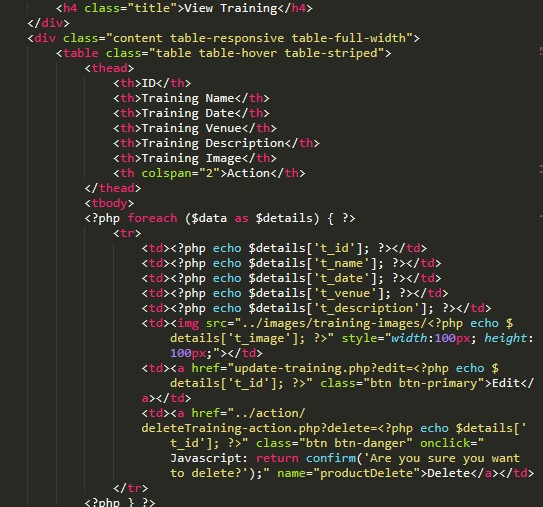 <h4 class="title">View Training</h4>
</div>
<div class="content table-responsive table-full-width">
<table class="table table-hover table-striped">
<thead>
<th>ID</th>
<th>Training Name</th>
<th>Training Date</th>
<th>Training Venue</th>
<th>Training Description</th>
<th>Training Image</th>
<th colspan="2">Action</th>
</thead>
<tbody>
<?php foreach ($data as $details) { ?>
<tr>
<td><?php echo $details['t_id']; ?></td>
<td><?php echo $details['t_name']; ?></td>
<td><?php echo $details['t_date']; ?></td>
<td><?php echo $details['t_venue']; ?></td>
<td><?php echo $details['t_description']; ?></td>
<td><img src="../images/training-images/<?php echo $
details['t_image']; ?>" style="width:100px; height:
100px;"></td>
<td><a href="update-training.php?edit=<?php echo $
details['t_id']; ?>" class="btn btn-primary">Edit</
a></td>
<td><a href="../action/
deleteTraining-action.php?delete=<?php echo $details['
t_id']; ?>" class="btn btn-danger" onclick="
Javascript: return confirm('Are you sure you want
to delete?');" name="productDelete">Delete</a></td>
</tr>
<?php } ?>